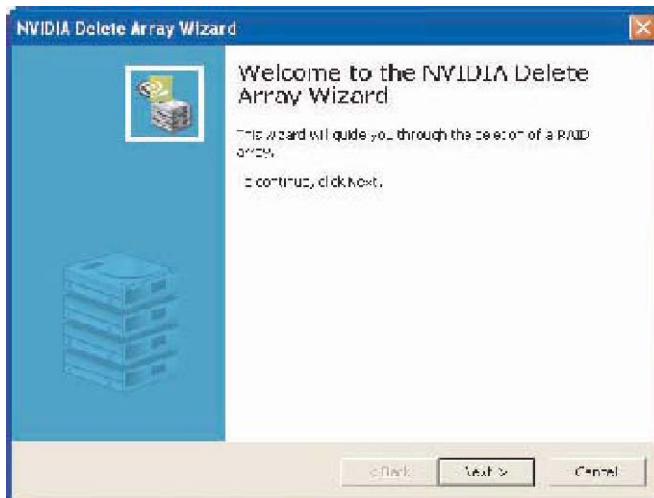 NVIDIA Delete Array Wizard
Welcome to the NVIDIA Delete
Array Wizard
This wizard will guide you through the deletion of a RAID
array.
To continue, click Next.
< Back
Next >
Cancel